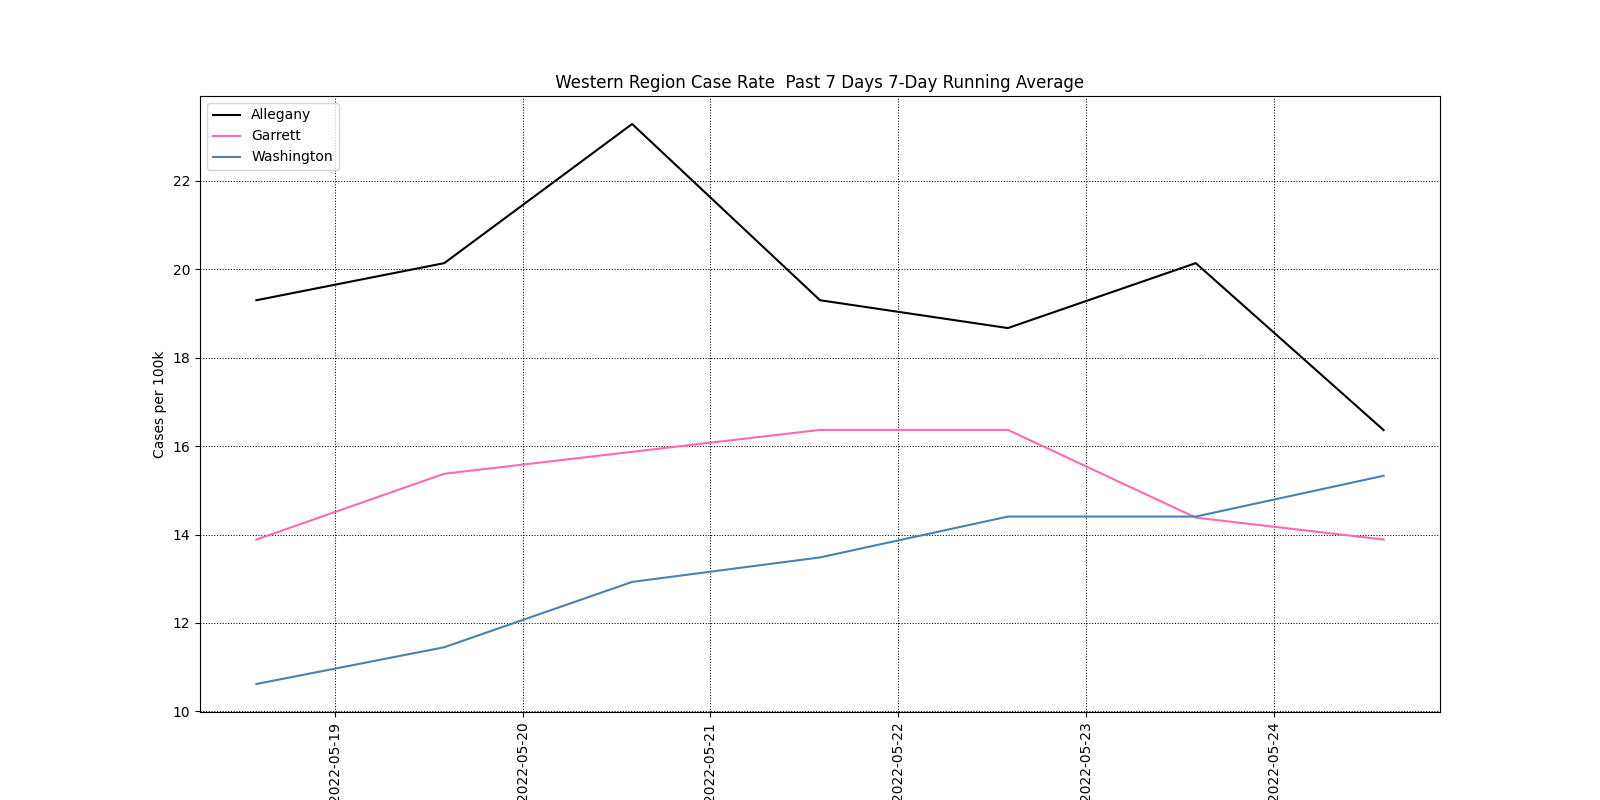 Western Region Case Rate  Past 7 Days 7-Day Running Average
Allegany
Garrett
Washington
Cases per 100k
22
20
18
16
14
12
10
2022-05-19
2022-05-20
2022-05-21
2022-05-22
2022-05-23
2022-05-24